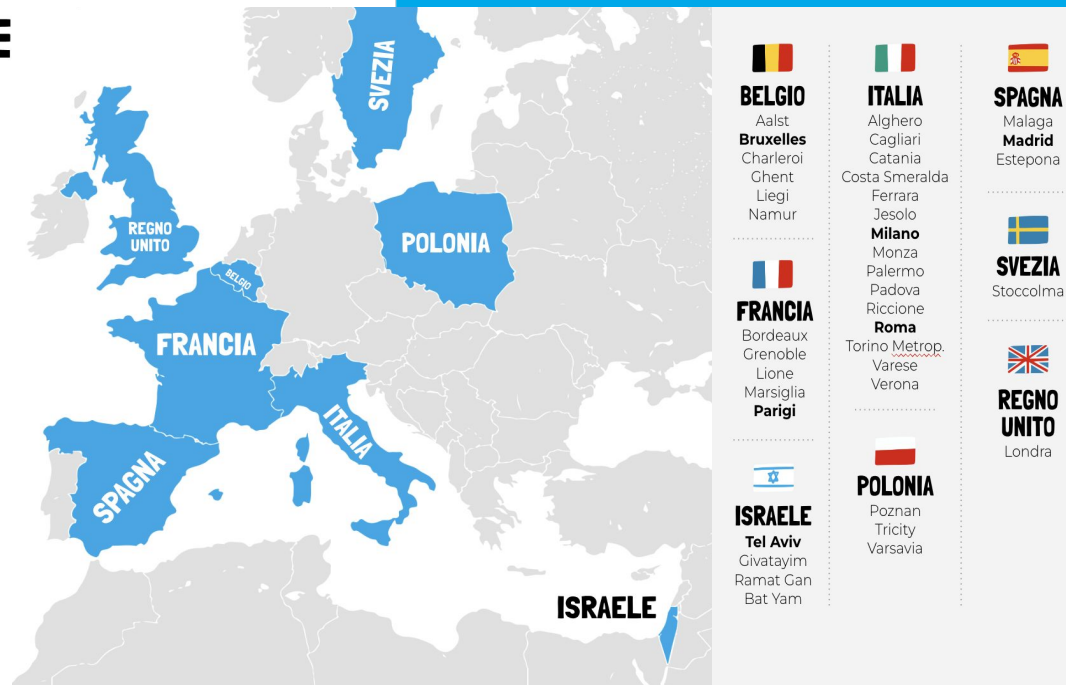 E
SVEZIA
REGNO
UNITO
BELGIO
POLONIA
FRANCIA
ITALIA
SPAGNA
ISRAELE
BELGIO
Aalst
Bruxelles
Charleroi
Ghent
Liegi
Namur
FRANCIA
Bordeaux
Grenoble
Lione
Marsiglia
Parigi
ISRAELE
Tel Aviv
Givatayim
Ramat Gan
Bat Yam
ITALIA
Alghero
Cagliari
Catania
Costa Smeralda
Ferrara
Jesolo
Milano
Monza
Palermo
Padova
Riccione
Roma
Torino Metrop.
Varese
Verona
POLONIA
Poznan
Tricity
Varsavia
SPAGNA
Malaga
Madrid
Estepona
SVEZIA
Stoccolma
REGNO
UNITO
Londra